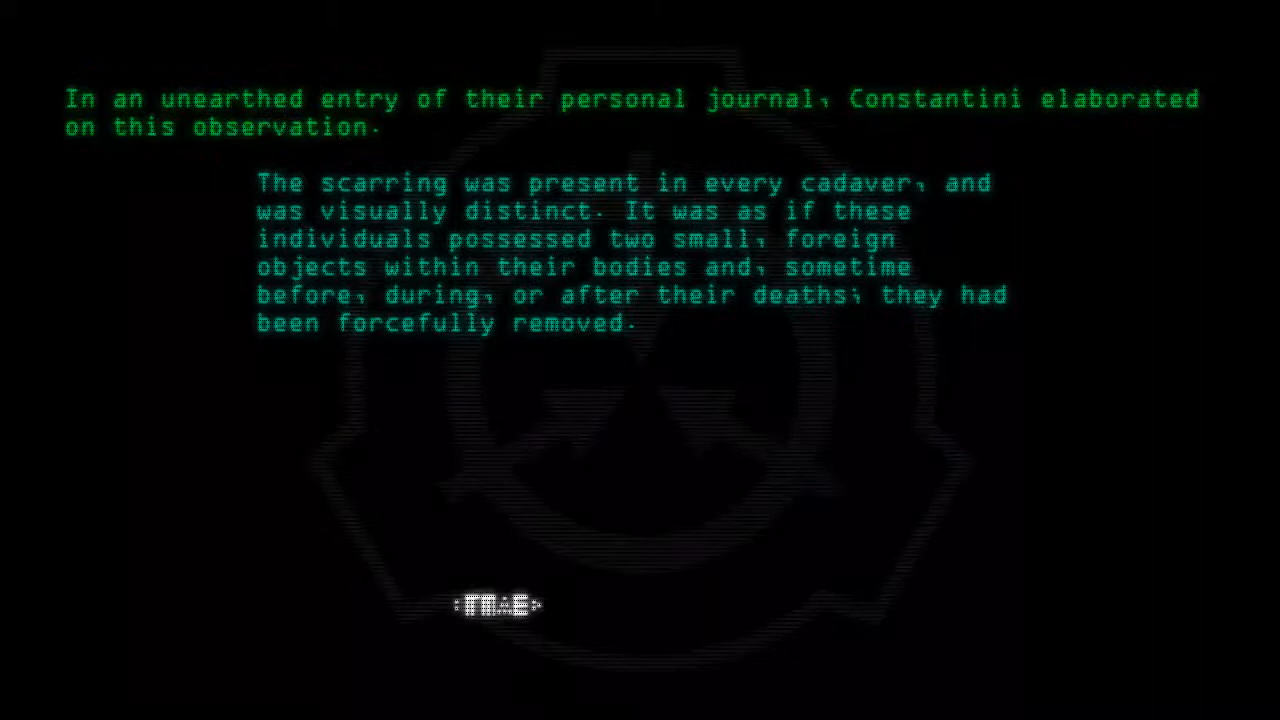 In an unearthed entry of their personal journal, Constantini elaborated
on this observation.
The scarring was present in every cadaver, and
was visually distinct. It was as if these
individuals possessed two small, foreign
objects within their bodies and, sometime
before, during, or after their deaths; they had
been forcefully removed.